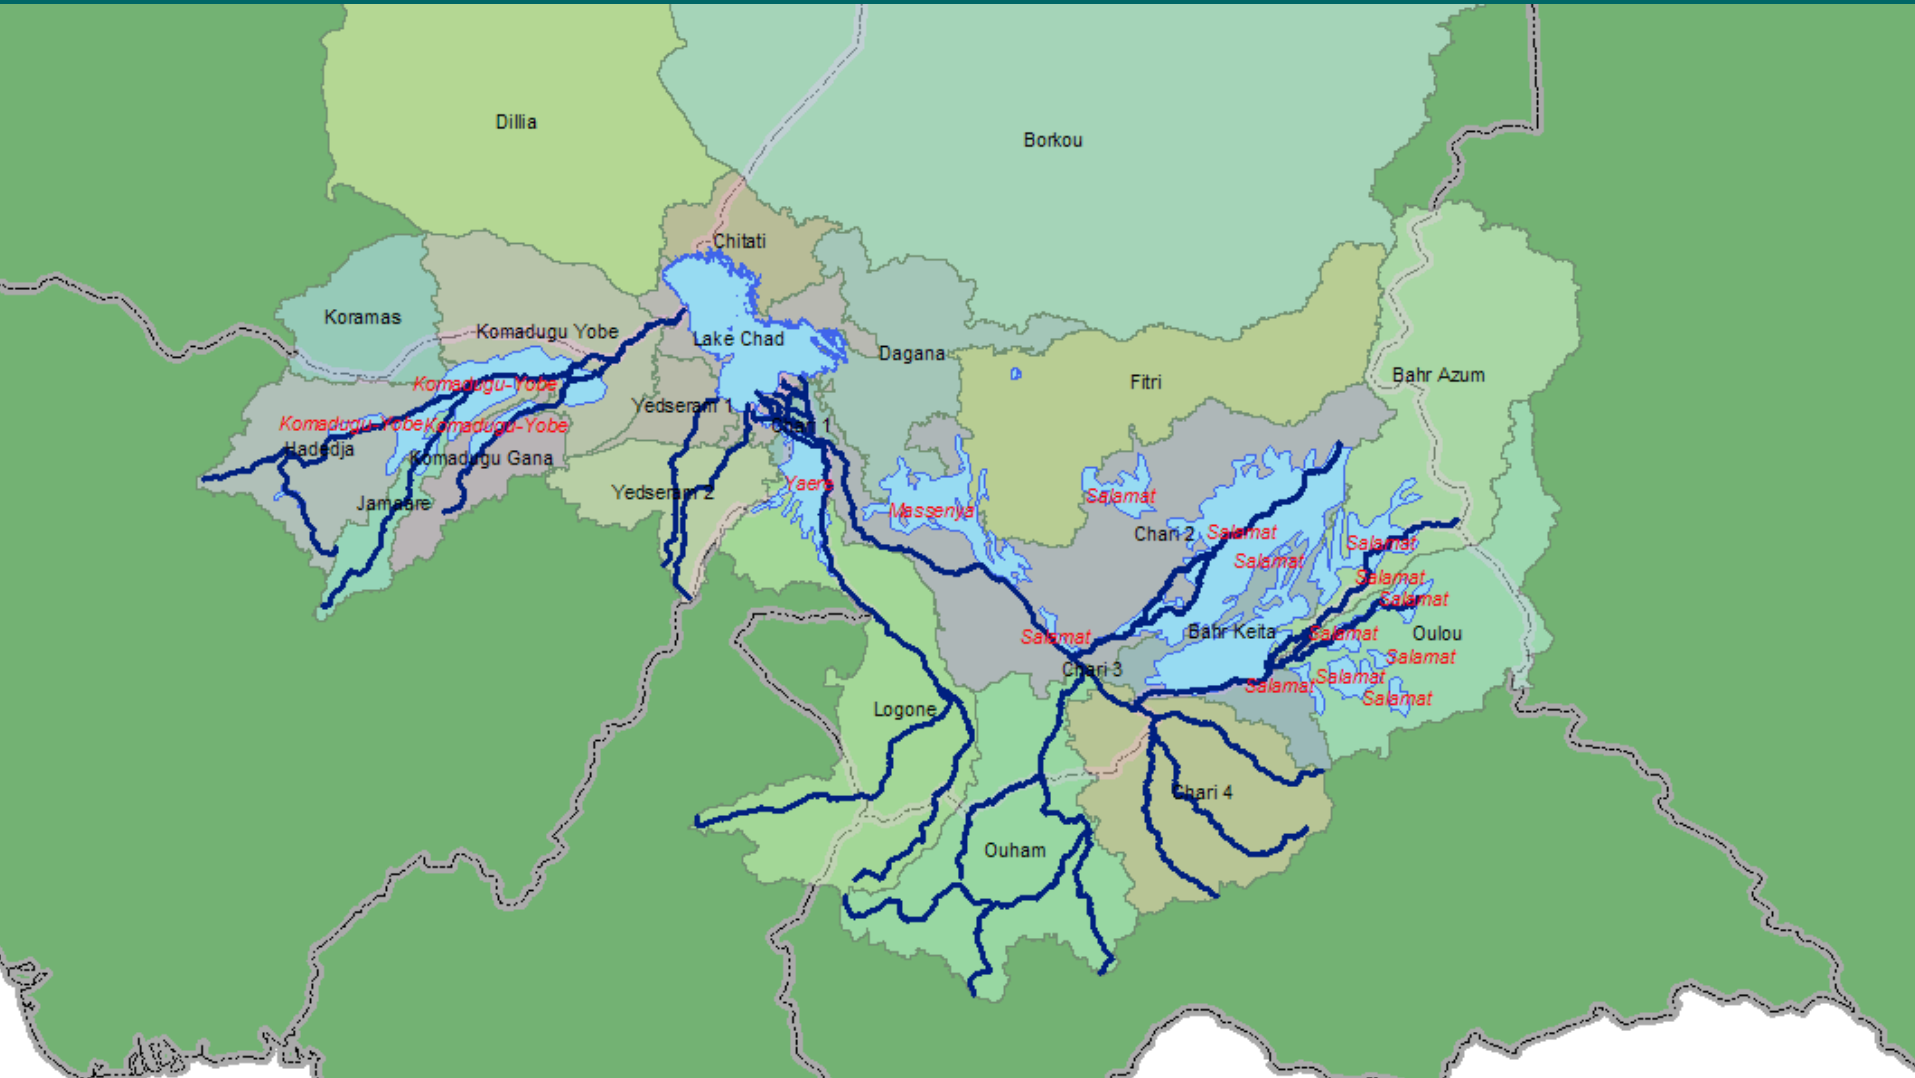 Dillia
Borkou
Chitati
Koramas
Komadugu Yobe
Lake Chad
Dagana
Fitri
Bahr Azum
Komadugu-Yobe
Yedseram 1
Komadugu-Yobe
Komadugu-Yobe
Chari 1
Hadedja
Komadugu Gana
Yaere
Yedseram 2
Jamaare
Massenya
Salamat
Chari 2
Salamat
Salamat
Salamat
Salamat
Salamat
Salamat
Bahr Keita
Salamat
Oulou
Salamat
Chari 3
Salamat
Salamat
Salamat
Logone
Chari 4
Ouham